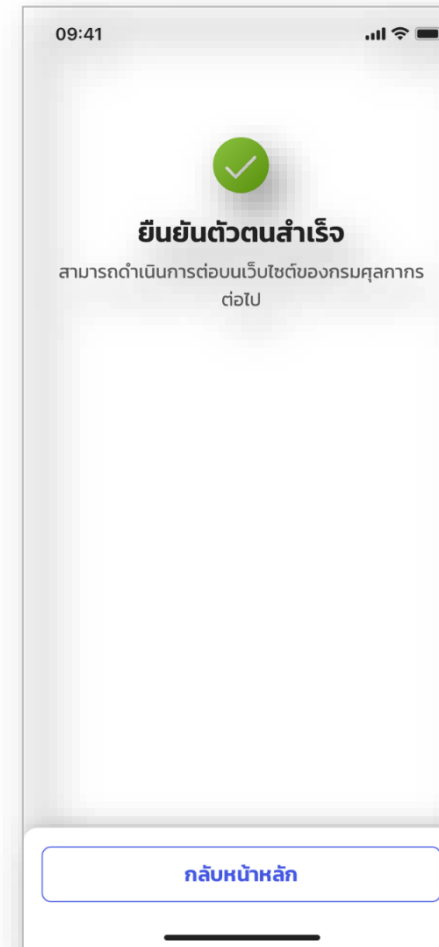 09:41
ยืนยันตัวตนสำเร็จ
สามารถดำเนินการต่อบนเว็บไซต์ของกรมศุลกากร
ต่อไป
กลับหน้าหลัก